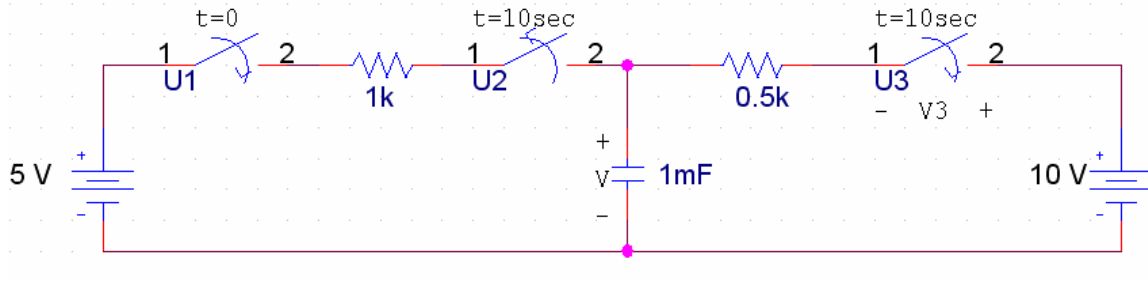 t=0 t=10sec t=10sec
1 2 1 2 1 2
U1 U2 U3
1k 0.5k
- V3 +
+
5 V + V 1mF 10 V +
- - -